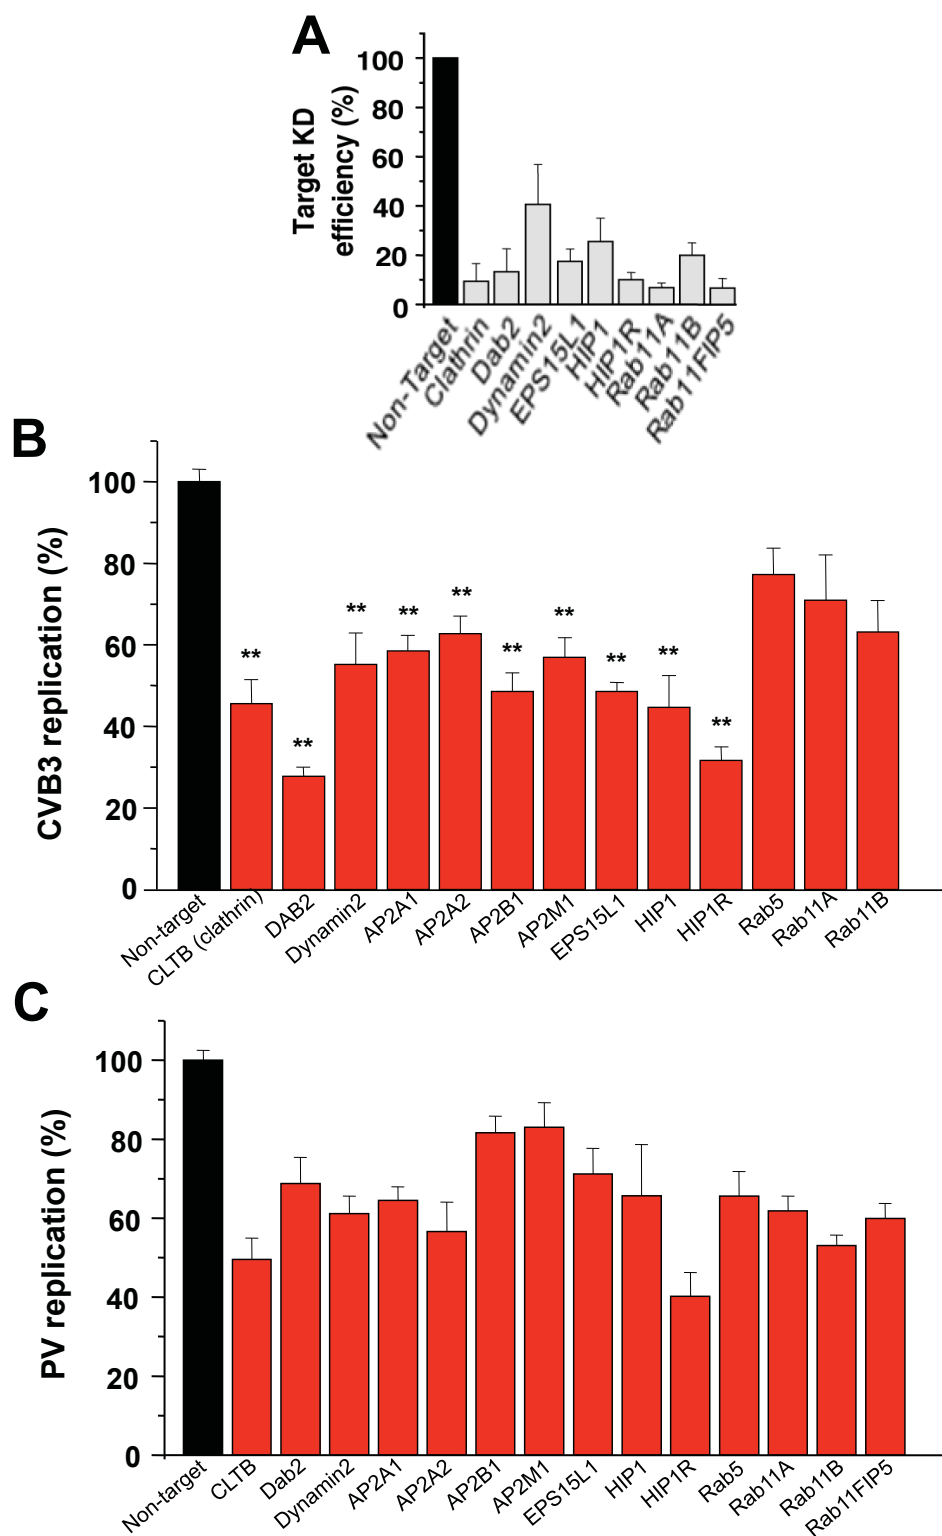 A
Target KD
efficiency (%)
100
80
60
40
20
0
Non-Target
Clathrin
Dab2
Dynamin2
EPS15L1
HIP1
HIP1R
Rab11A
Rab11B
Rab11FIP5
B
CVB3 replication (%)
100
80
60
40
20
0
**
**
**
**
**
**
**
**
**
**
Non-target
CLTB (clathrin)
DAB2
Dynamin2
AP2A1
AP2A2
AP2B1
AP2M1
EPS15L1
HIP1
HIP1R
Rab5
Rab11A
Rab11B
C
PV replication (%)
100
80
60
40
20
0
Non-target
CLTB
Dab2
Dynamin2
AP2A1
AP2A2
AP2B1
AP2M1
EPS15L1
HIP1
HIP1R
Rab5
Rab11A
Rab11B
Rab11FIP5